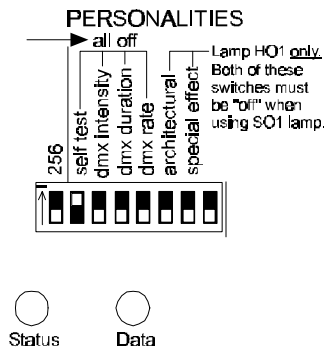 PERSONALITIES
all off
256
self test
dmx intensity
dmx duration
dmx rate
architectural
special effect
Lamp HO1 only.
Both of these
switches must
be "off" when
using SO1 lamp.
Status
Data